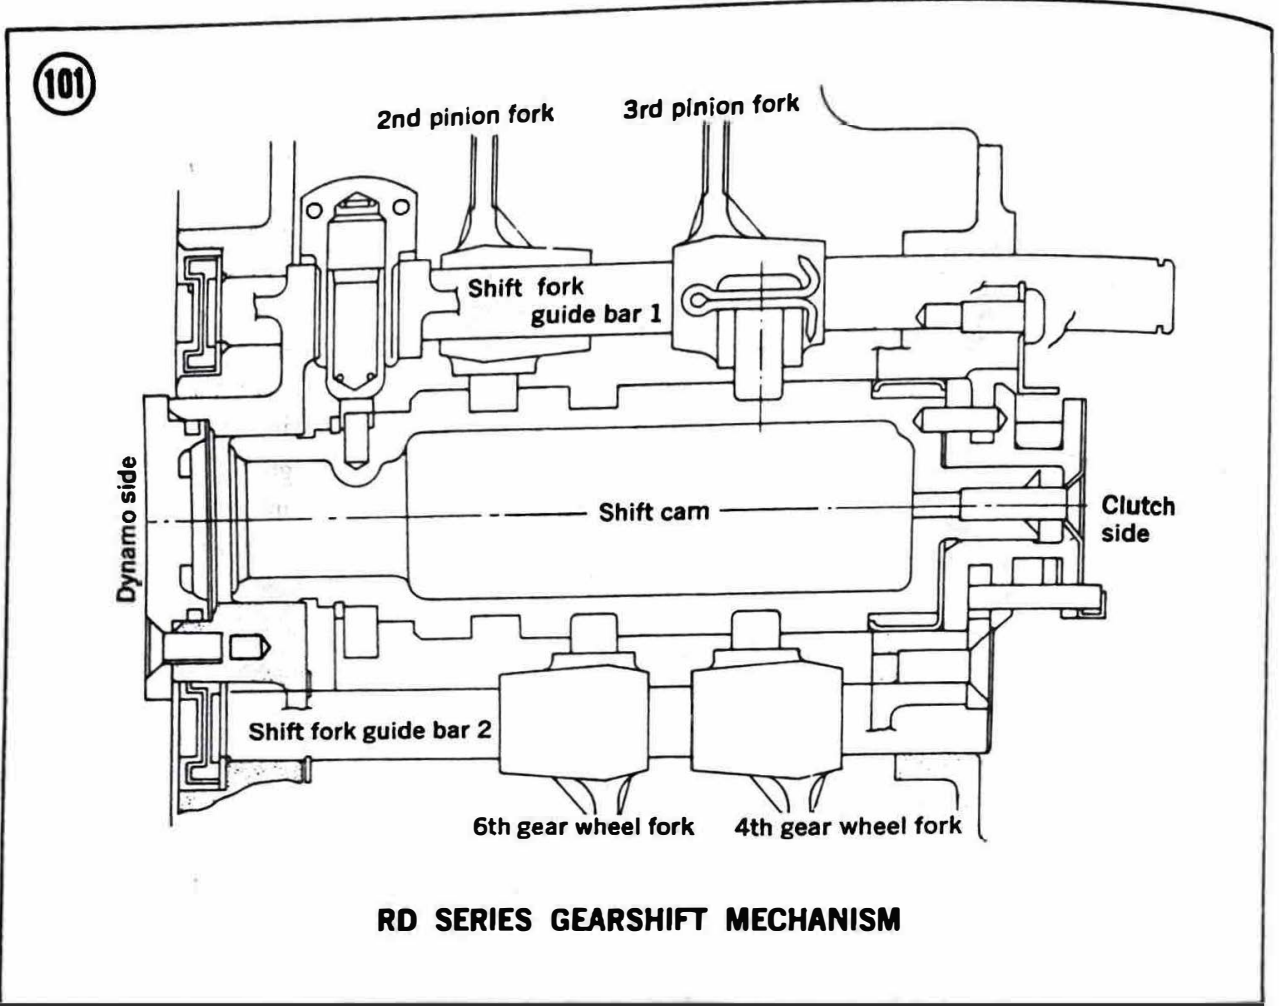 101
2nd pinion fork
3rd pinion fork
Shift fork
guide bar 1
Dynamo side
Shift cam
Clutch
side
Shift fork guide bar 2
6th gear wheel fork
4th gear wheel fork
RD SERIES GEARSHIFT MECHANISM